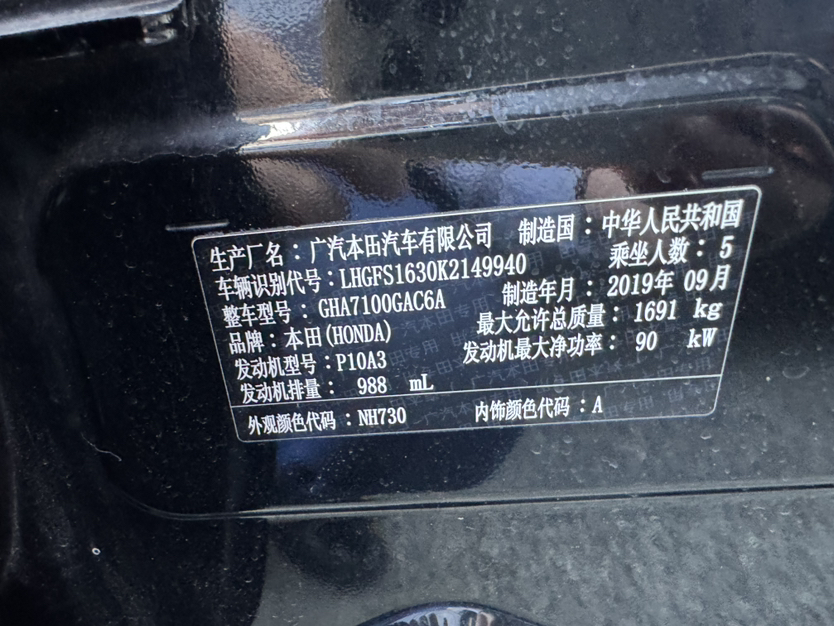 生产厂名：广汽本田汽车有限公司 制造国：中华人民共和国
车辆识别代号：LHGFS1630K2149940 乘坐人数：5
整车型号：GHA7100GAC6A 制造年月：2019年09月
品牌：本田(HONDA) 最大允许总质量：1691 kg
发动机型号：P10A3 发动机最大净功率：90 kW
发动机排量：988 mL
外观颜色代码：NH730 内饰颜色代码：A